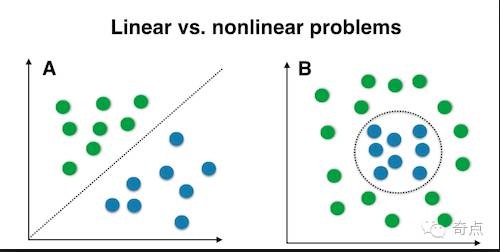 Linear vs. nonlinear problems
A
B
奇点